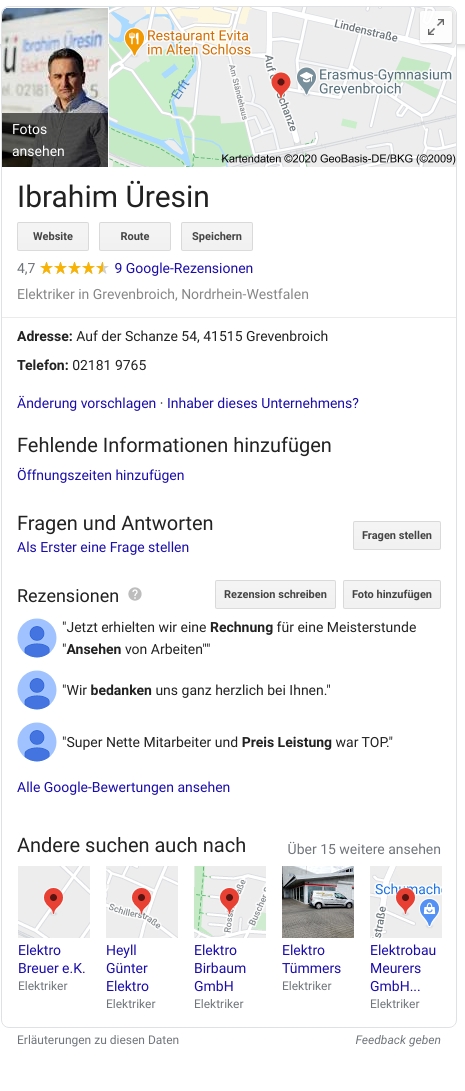 ü Ibrahim Üresin
tel. 02181
Fotos
ansehen
Restaurant Evita
im Alten Schloss
Lindenstraße
Erft
Am Ständehaus
Auf der Schanze
Erasmus-Gymnasium
Grevenbroich
Kartendaten ©2020 GeoBasis-DE/BKG (©2009)
Ibrahim Üresin
Website
Route
Speichern
4,7 9 Google-Rezensionen
Elektriker in Grevenbroich, Nordrhein-Westfalen
Adresse: Auf der Schanze 54, 41515 Grevenbroich
Telefon: 02181 9765
Änderung vorschlagen · Inhaber dieses Unternehmens?
Fehlende Informationen hinzufügen
Öffnungszeiten hinzufügen
Fragen und Antworten
Fragen stellen
Als Erster eine Frage stellen
Rezensionen ?
Rezension schreiben
Foto hinzufügen
"Jetzt erhielten wir eine Rechnung für eine Meisterstunde
"Ansehen von Arbeiten""
"Wir bedanken uns ganz herzlich bei Ihnen."
"Super Nette Mitarbeiter und Preis Leistung war TOP."
Alle Google-Bewertungen ansehen
Andere suchen auch nach
Über 15 weitere ansehen
Schillerstraße
Buscher
Schumache
straße
Elektro
Breuer e.K.
Elektriker
Heyll
Günter
Elektro
Elektriker
Elektro
Birbaum
GmbH
Elektriker
Elektro
Tümmers
Elektriker
Elektrobau
Meurers
GmbH...
Elektriker
Erläuterungen zu diesen Daten
Feedback geben